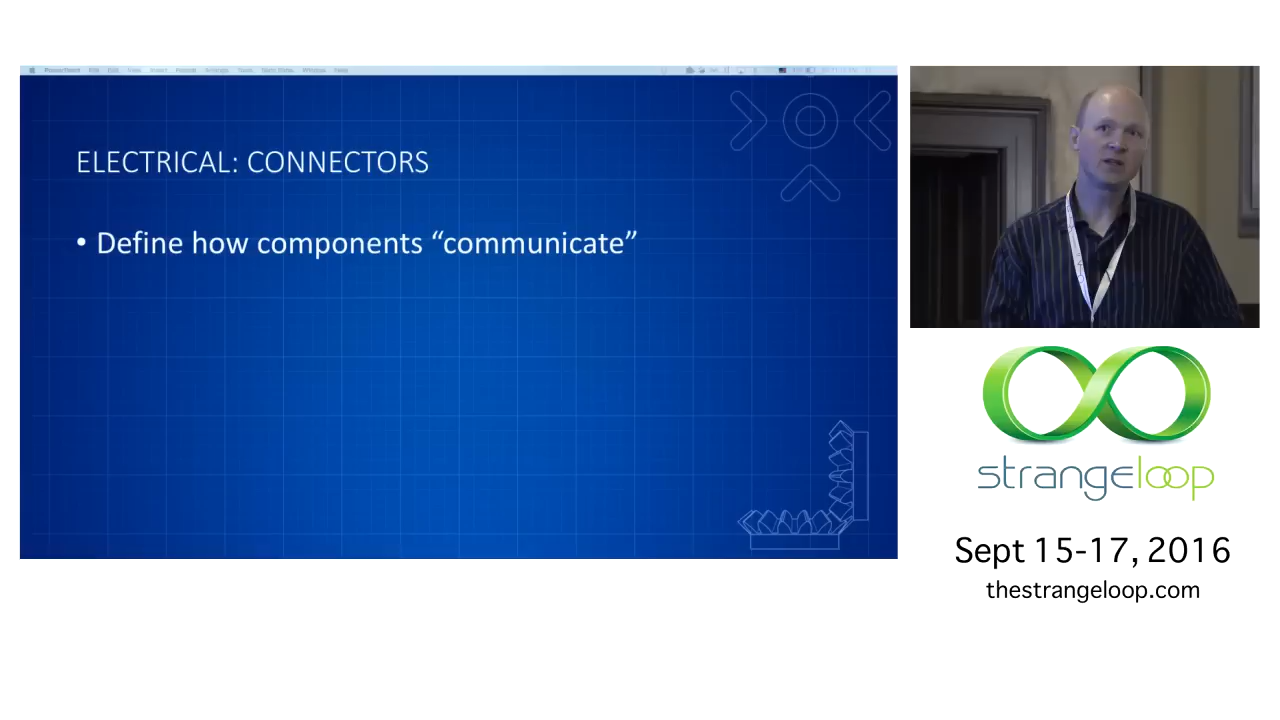 ELECTRICAL: CONNECTORS
• Define how components “communicate”
strangeloop
Sept 15-17, 2016
thestrangeloop.com